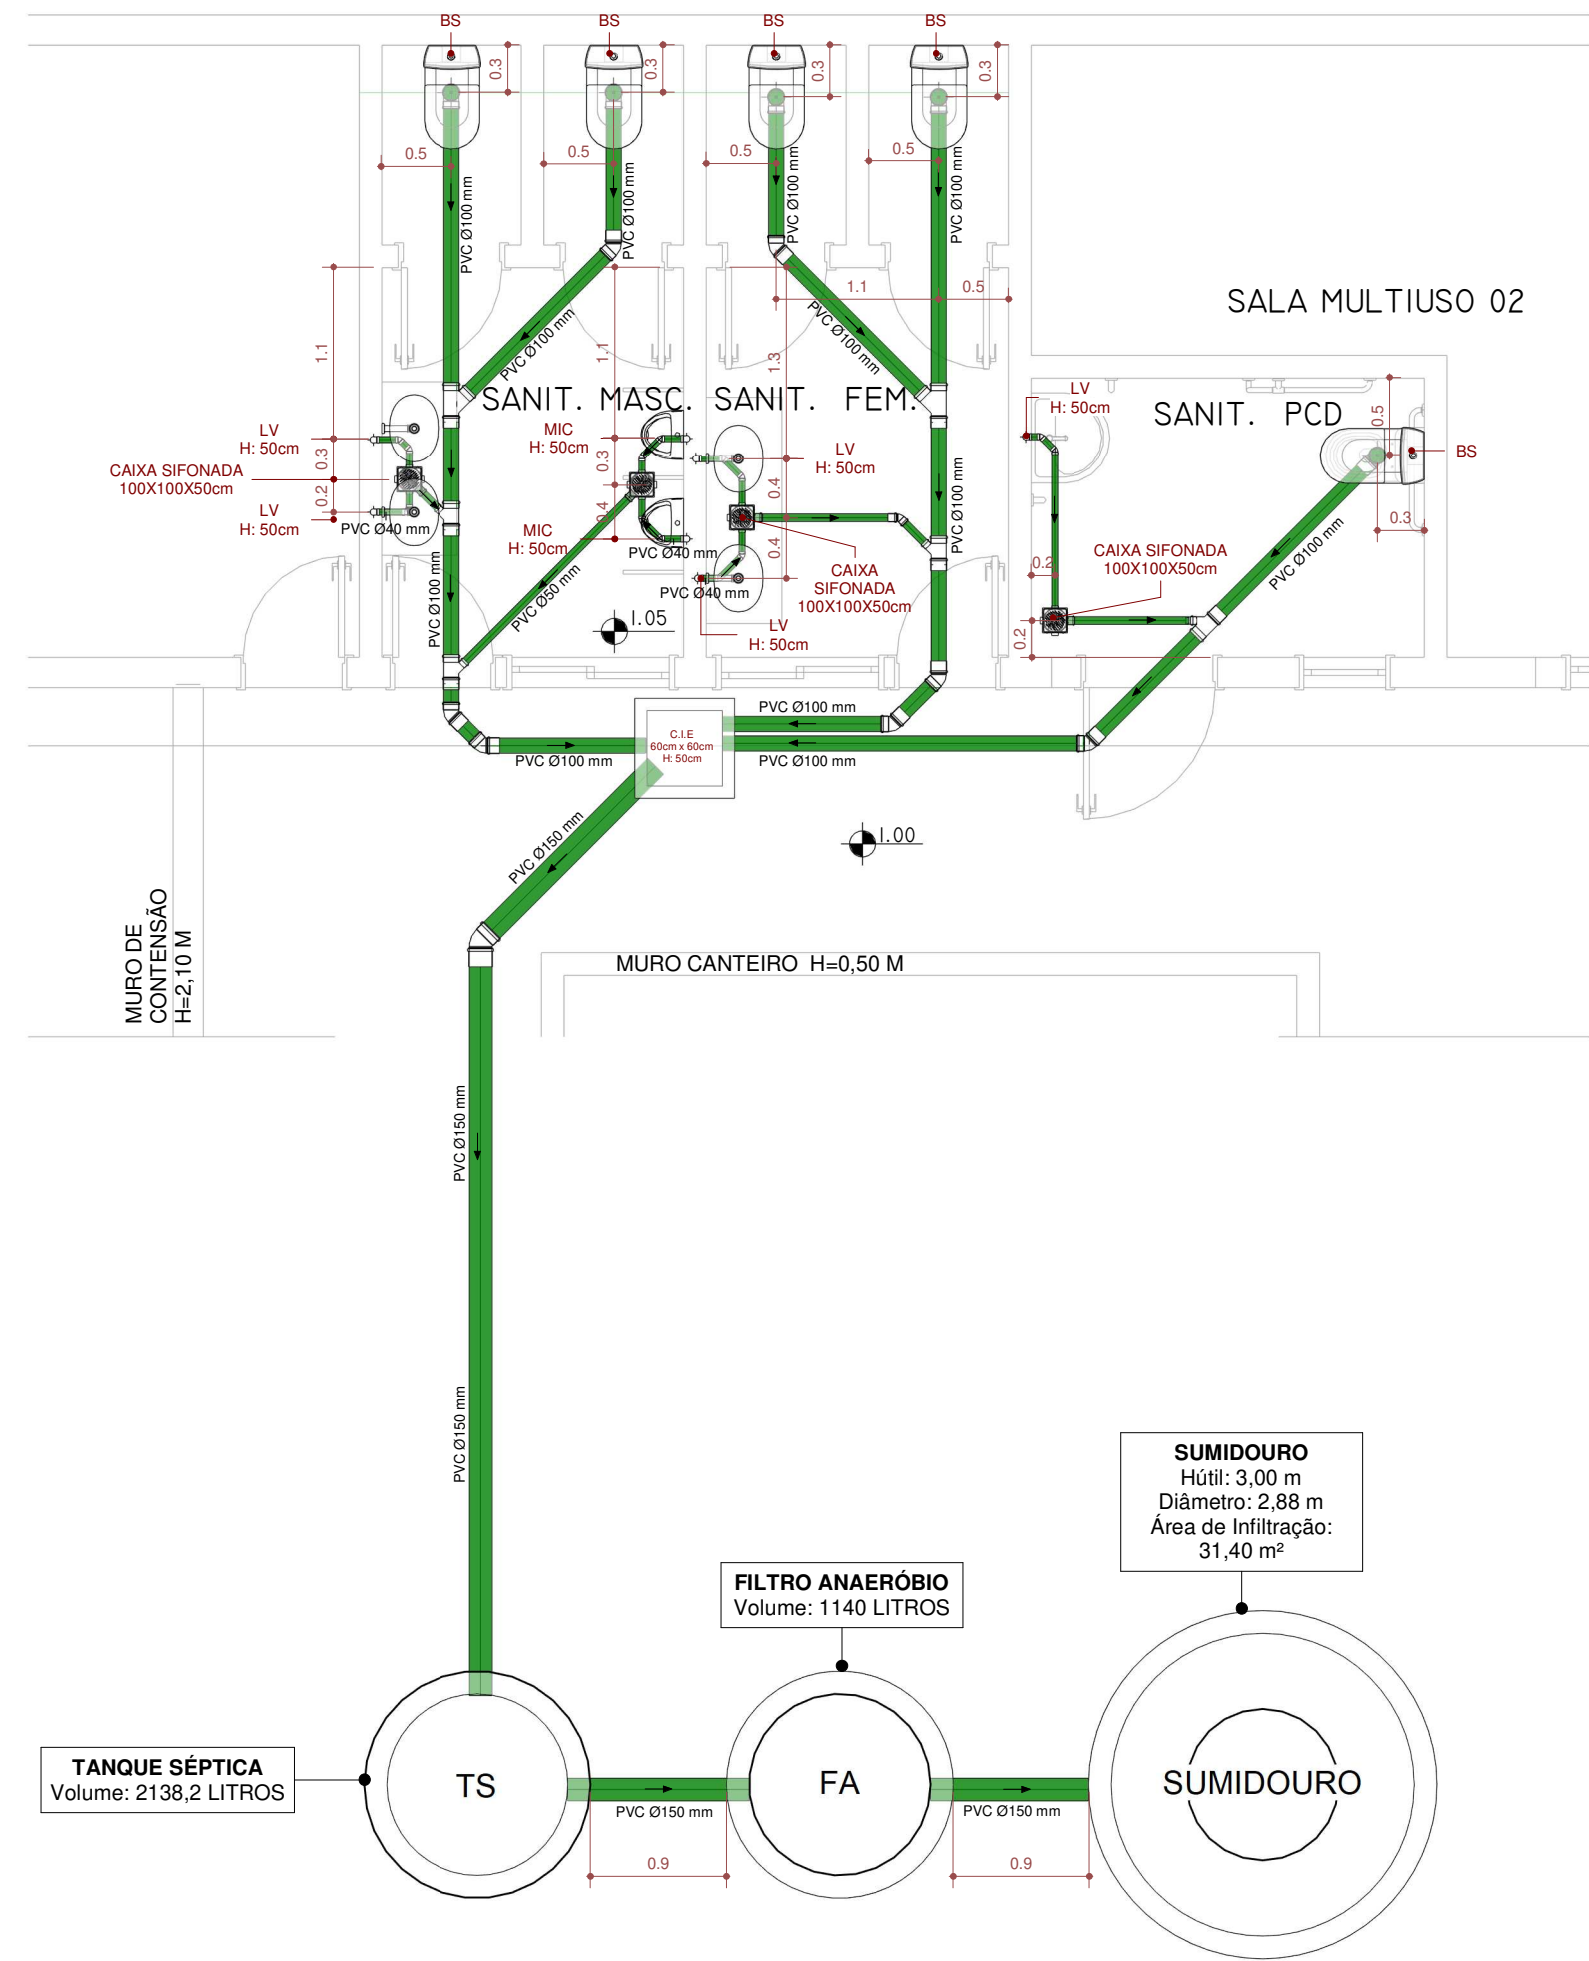 BS
BS
BS
BS
0.3
0.3
0.3
0.3
0.5
0.5
0.5
0.5
PVC Ø100 mm
PVC Ø100 mm
PVC Ø100 mm
PVC Ø100 mm
1.1
0.5
SALA MULTIUSO 02
PVC Ø100 mm
PVC Ø100 mm
1.1
1.1
1.3
SANIT. MASC.
SANIT. FEM.
SANIT. PCD
LV
H: 50cm
0.5
BS
LV
H: 50cm
MIC
H: 50cm
LV
H: 50cm
CAIXA SIFONADA
100X100X50cm
0.3
0.2
0.3
0.4
0.4
0.4
LV
H: 50cm
PVC Ø40 mm
MIC
H: 50cm
PVC Ø40 mm
PVC Ø100 mm
0.3
PVC Ø100 mm
CAIXA SIFONADA
100X100X50cm
0.2
0.2
CAIXA
SIFONADA
100X100X50cm
PVC Ø40 mm
PVC Ø100 mm
PVC Ø50 mm
1.05
LV
H: 50cm
PVC Ø100 mm
C.I.E
60cm x 60cm
H: 50cm
PVC Ø100 mm
PVC Ø100 mm
PVC Ø150 mm
1.00
MURO DE
CONTENSÃO
H=2,10 M
MURO CANTEIRO H=0,50 M
PVC Ø150 mm
PVC Ø150 mm
SUMIDOURO
Hútil: 3,00 m
Diâmetro: 2,88 m
Área de Infiltração:
31,40 m²
FILTRO ANAERÓBIO
Volume: 1140 LITROS
TANQUE SÉPTICA
Volume: 2138,2 LITROS
TS
FA
SUMIDOURO
PVC Ø150 mm
PVC Ø150 mm
0.9
0.9